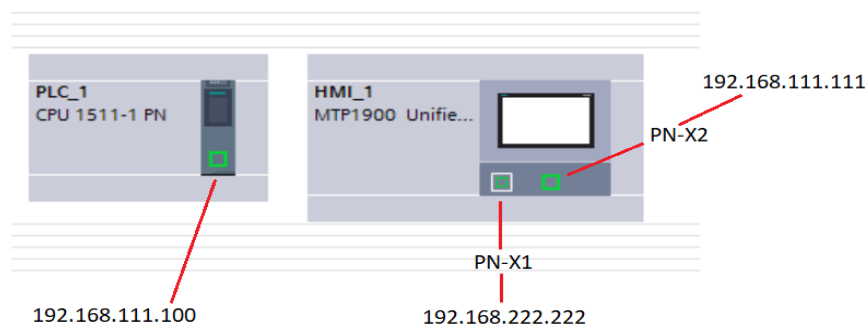 PLC_1
CPU 1511-1 PN
HMI_1
MTP1900 Unifie...
192.168.111.111
PN-X2
PN-X1
192.168.111.100
192.168.222.222